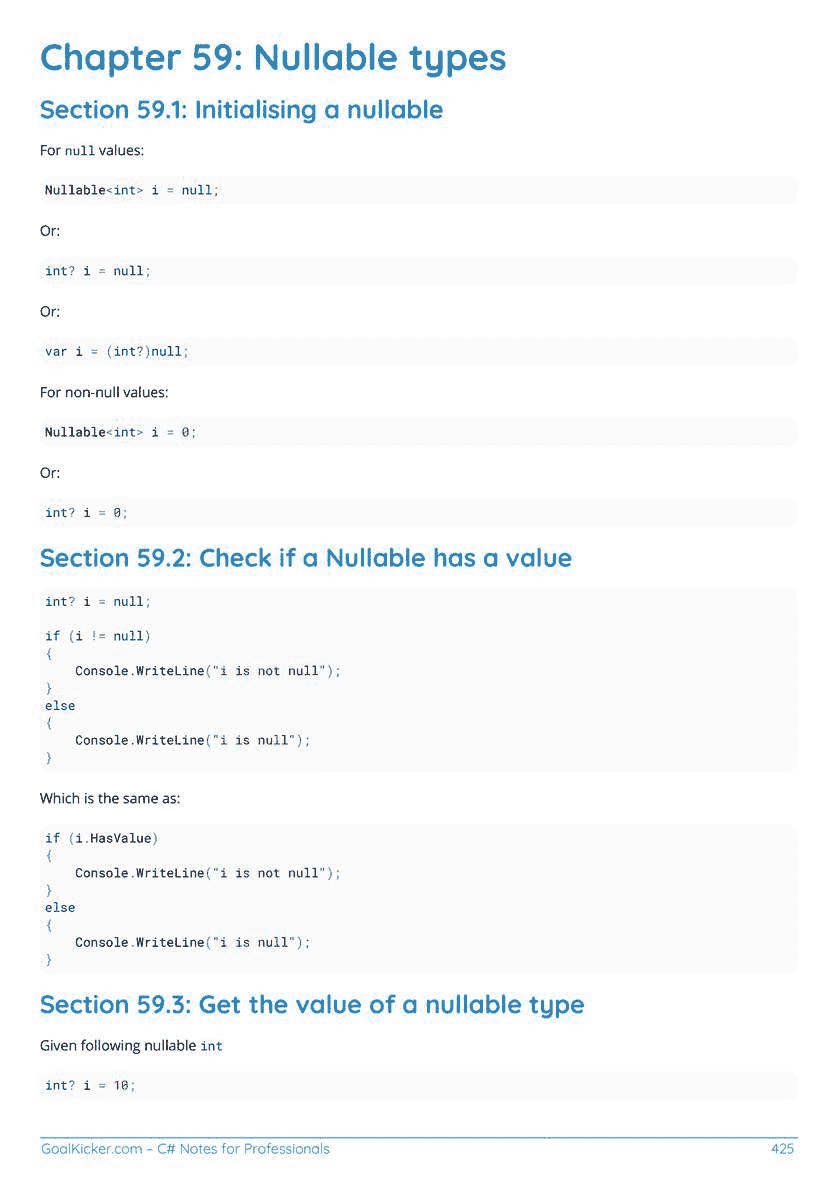 Chapter 59: Nullable types
Section 59.1: Initialising a nullable
For null values:
Nullable<int> i = null;
Or:
int? i = null;
Or:
var i = (int?)null;
For non-null values:
Nullable<int> i = 0;
Or:
int? i = 0;
Section 59.2: Check if a Nullable has a value
int? i = null;
if (i != null)
{
    Console.WriteLine("i is not null");
}
else
{
    Console.WriteLine("i is null");
}
Which is the same as:
if (i.HasValue)
{
    Console.WriteLine("i is not null");
}
else
{
    Console.WriteLine("i is null");
}
Section 59.3: Get the value of a nullable type
Given following nullable int
int? i = 10;
GoalKicker.com – C# Notes for Professionals 425